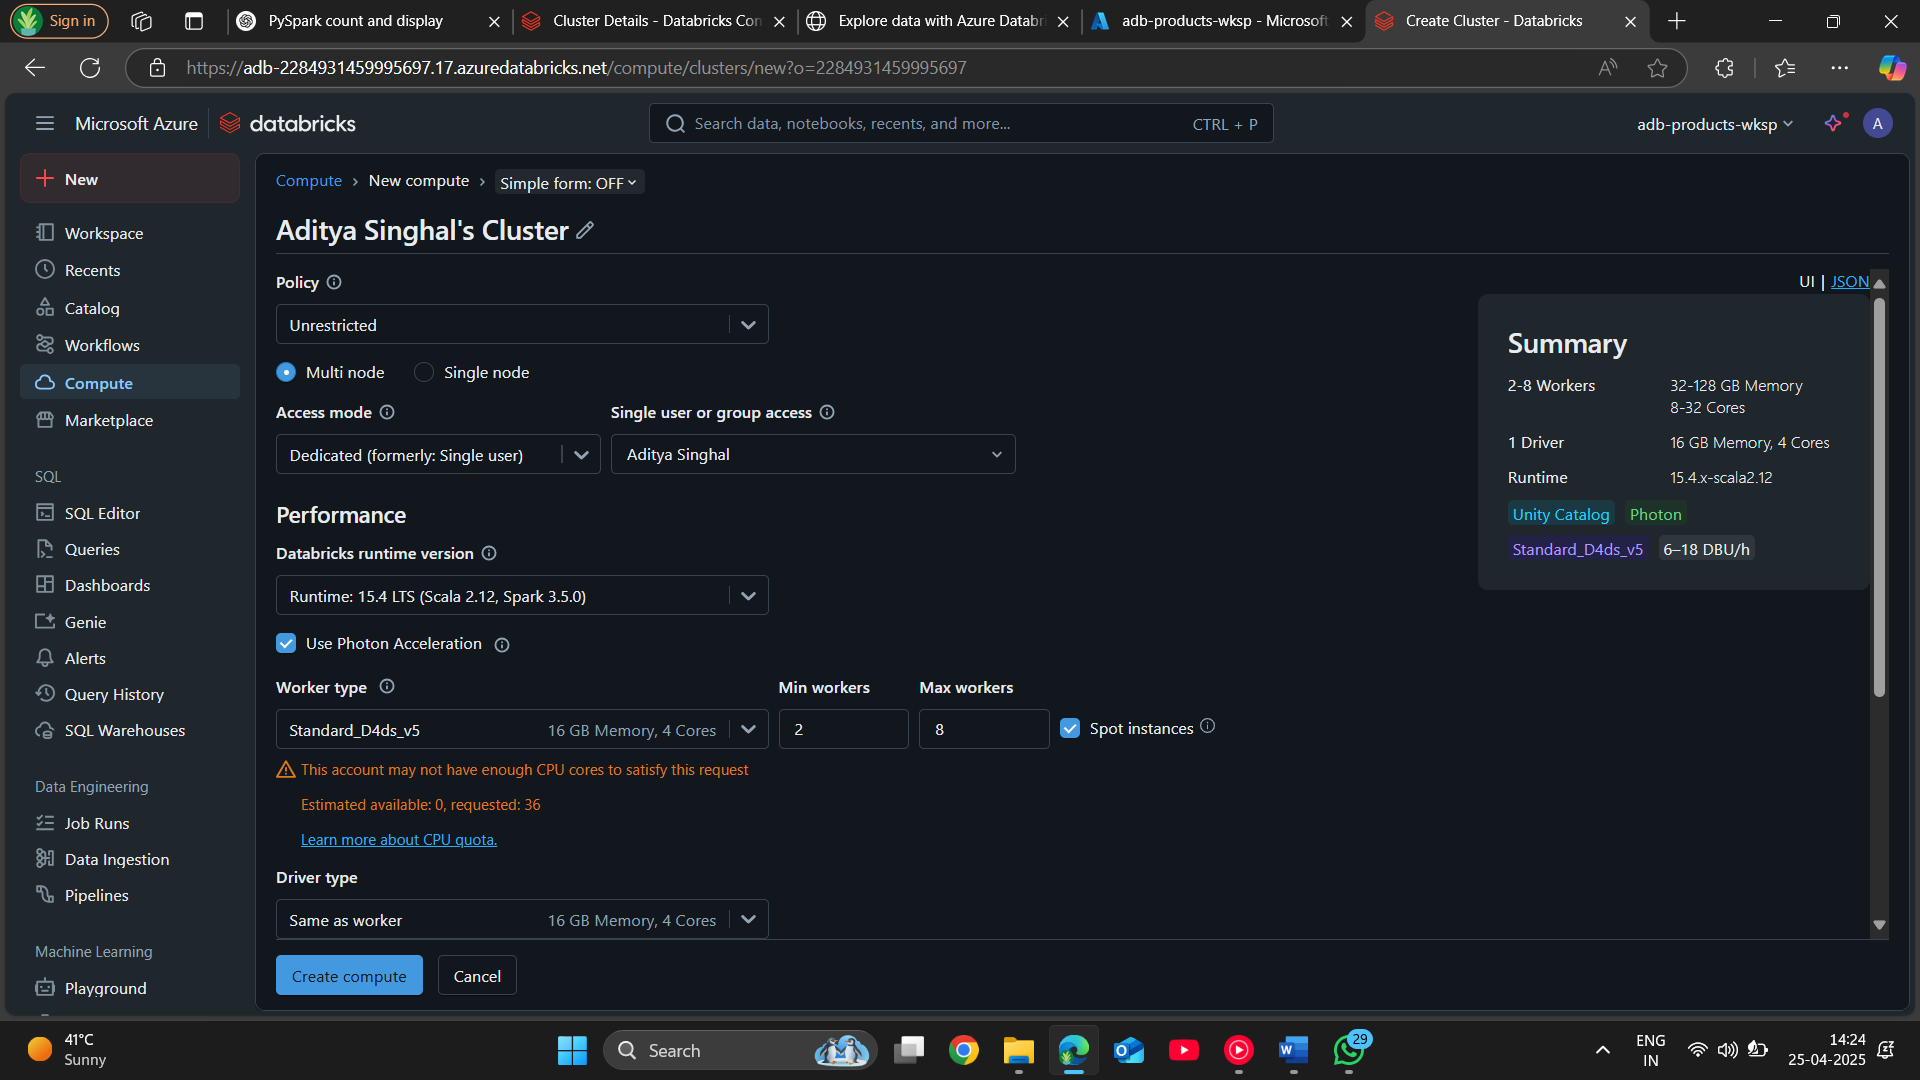 Sign in
PySpark count and display
Cluster Details - Databricks Con
Explore data with Azure Databri
adb-products-wksp - Microsoft
Create Cluster - Databricks
https://adb-2284931459995697.17.azuredatabricks.net/compute/clusters/new?o=2284931459995697
Microsoft Azure
databricks
Search data, notebooks, recents, and more...
CTRL + P
adb-products-wksp
A
New
Workspace
Recents
Catalog
Workflows
Compute
Marketplace
SQL
SQL Editor
Queries
Dashboards
Genie
Alerts
Query History
SQL Warehouses
Data Engineering
Job Runs
Data Ingestion
Pipelines
Machine Learning
Playground
Compute › New compute › Simple form: OFF
Aditya Singhal's Cluster
UI | JSON
Policy
Unrestricted
Multi node
Single node
Access mode
Single user or group access
Dedicated (formerly: Single user)
Aditya Singhal
Performance
Databricks runtime version
Runtime: 15.4 LTS (Scala 2.12, Spark 3.5.0)
Use Photon Acceleration
Worker type
Min workers
Max workers
Standard_D4ds_v5
16 GB Memory, 4 Cores
2
8
Spot instances
This account may not have enough CPU cores to satisfy this request
Estimated available: 0, requested: 36
Learn more about CPU quota.
Driver type
Same as worker
16 GB Memory, 4 Cores
Create compute
Cancel
Summary
2-8 Workers
32-128 GB Memory
8-32 Cores
1 Driver
16 GB Memory, 4 Cores
Runtime
15.4.x-scala2.12
Unity Catalog
Photon
Standard_D4ds_v5
6–18 DBU/h
41°C
Sunny
Search
29
ENG
IN
14:24
25-04-2025